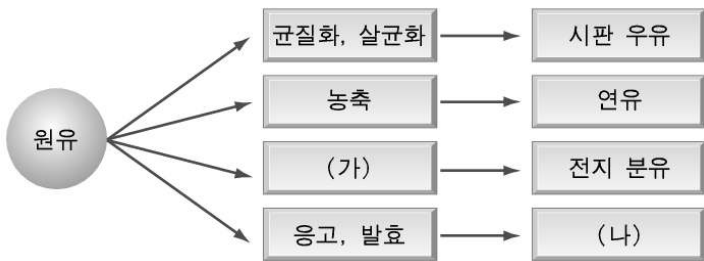 원유
균질화, 살균화
시판 우유
농축
연유
(가)
전지 분유
응고, 발효
(나)